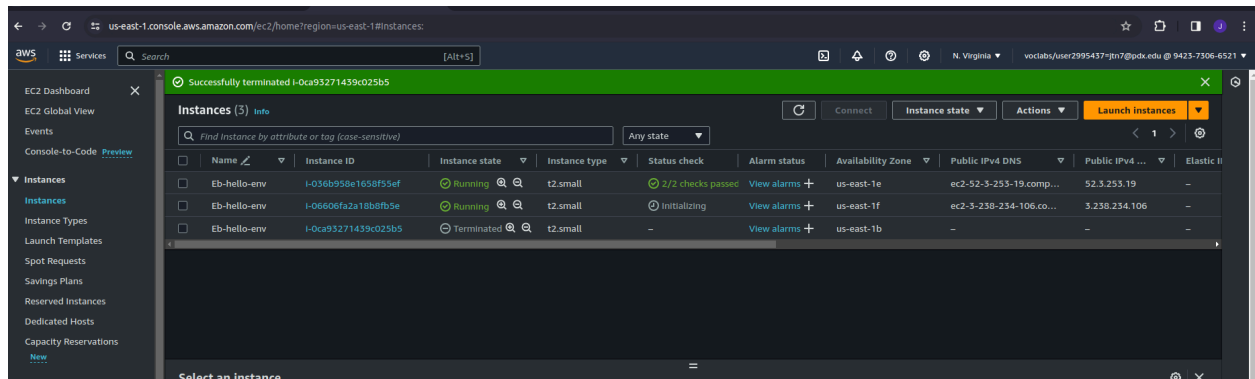 us-east-1.console.aws.amazon.com/ec2/home?region=us-east-1#Instances:
J
aws Services Search [Alt+S] N. Virginia ▼ voclabs/user2995437=jtn7@pdx.edu @ 9423-7306-6521 ▼
Successfully terminated i-0ca93271439c025b5
EC2 Dashboard
EC2 Global View
Events
Console-to-Code Preview
Instances
Instances
Instance Types
Launch Templates
Spot Requests
Savings Plans
Reserved Instances
Dedicated Hosts
Capacity Reservations
New
Instances (3) Info Connect Instance state ▼ Actions ▼ Launch instances ▼
Find Instance by attribute or tag (case-sensitive) Any state ▼ 1
Name Instance ID Instance state Instance type Status check Alarm status Availability Zone Public IPv4 DNS Public IPv4 ... Elastic I
Eb-hello-env i-036b958e1658f55ef Running t2.small 2/2 checks passed View alarms + us-east-1e ec2-52-3-253-19.comp... 52.3.253.19 –
Eb-hello-env i-06606fa2a18b8fb5e Running t2.small Initializing View alarms + us-east-1f ec2-3-238-234-106.co... 3.238.234.106 –
Eb-hello-env i-0ca93271439c025b5 Terminated t2.small – View alarms + us-east-1b – – –
Select an instance